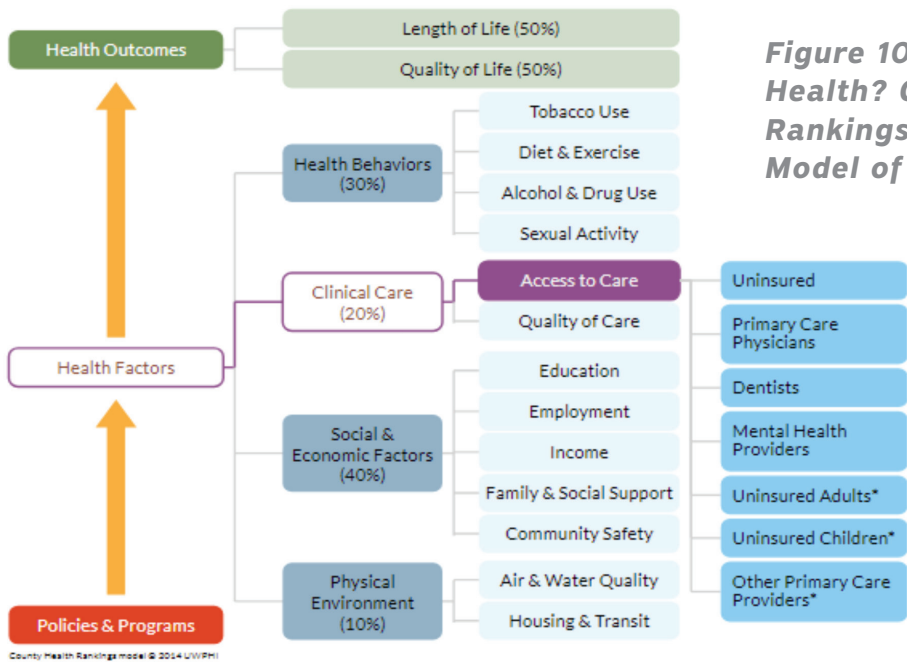 Health Outcomes
Length of Life (50%)
Quality of Life (50%)
Figure 10
Health? C
Rankings
Model of
Health Behaviors
(30%)
Tobacco Use
Diet & Exercise
Alcohol & Drug Use
Sexual Activity
Clinical Care
(20%)
Access to Care
Quality of Care
Uninsured
Primary Care
Physicians
Dentists
Mental Health
Providers
Uninsured Adults*
Uninsured Children*
Other Primary Care
Providers*
Health Factors
Social &
Economic Factors
(40%)
Education
Employment
Income
Family & Social Support
Community Safety
Physical
Environment
(10%)
Air & Water Quality
Housing & Transit
Policies & Programs
County Health Rankings model © 2014 UWPHI